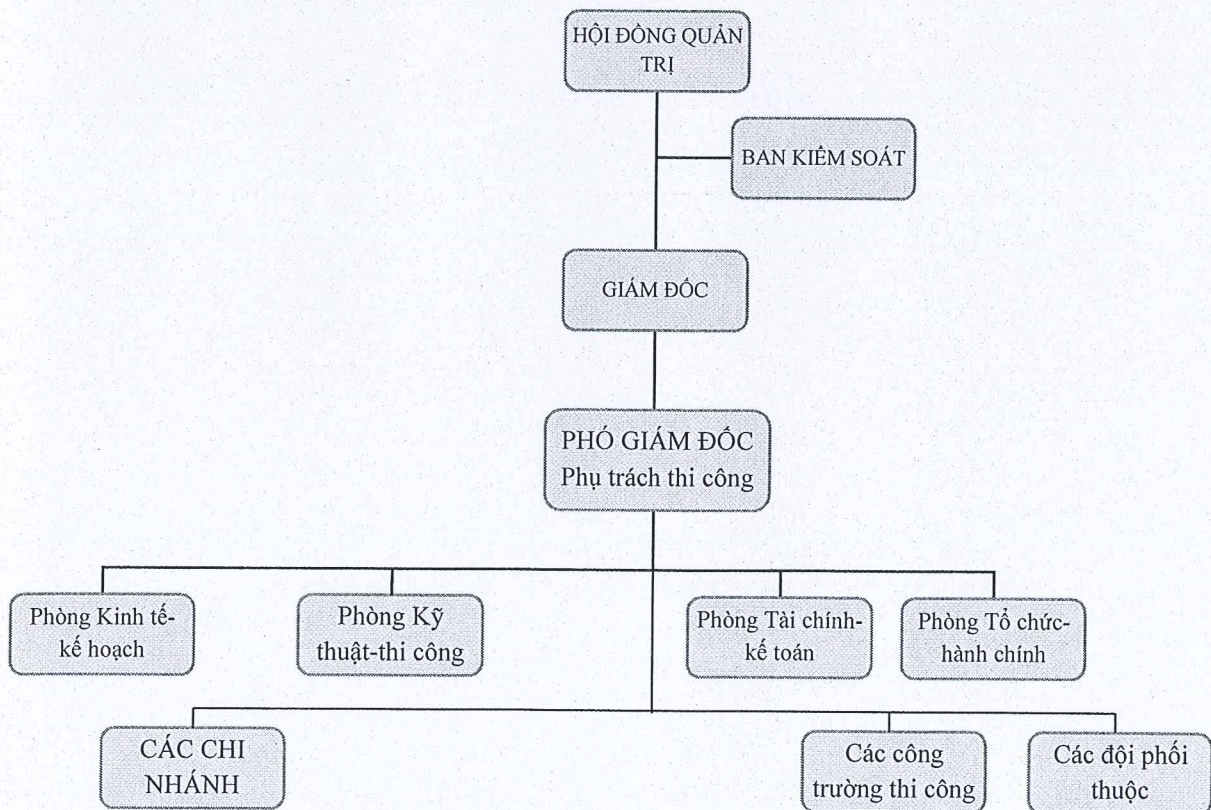 HỘI ĐỒNG QUẢN
TRỊ
BAN KIỂM SOÁT
GIÁM ĐỐC
PHÓ GIÁM ĐỐC
Phụ trách thi công
Phòng Kinh tế-
kế hoạch
Phòng Kỹ
thuật-thi công
Phòng Tài chính-
kế toán
Phòng Tổ chức-
hành chính
CÁC CHI
NHÁNH
Các công
trường thi công
Các đội phối
thuộc